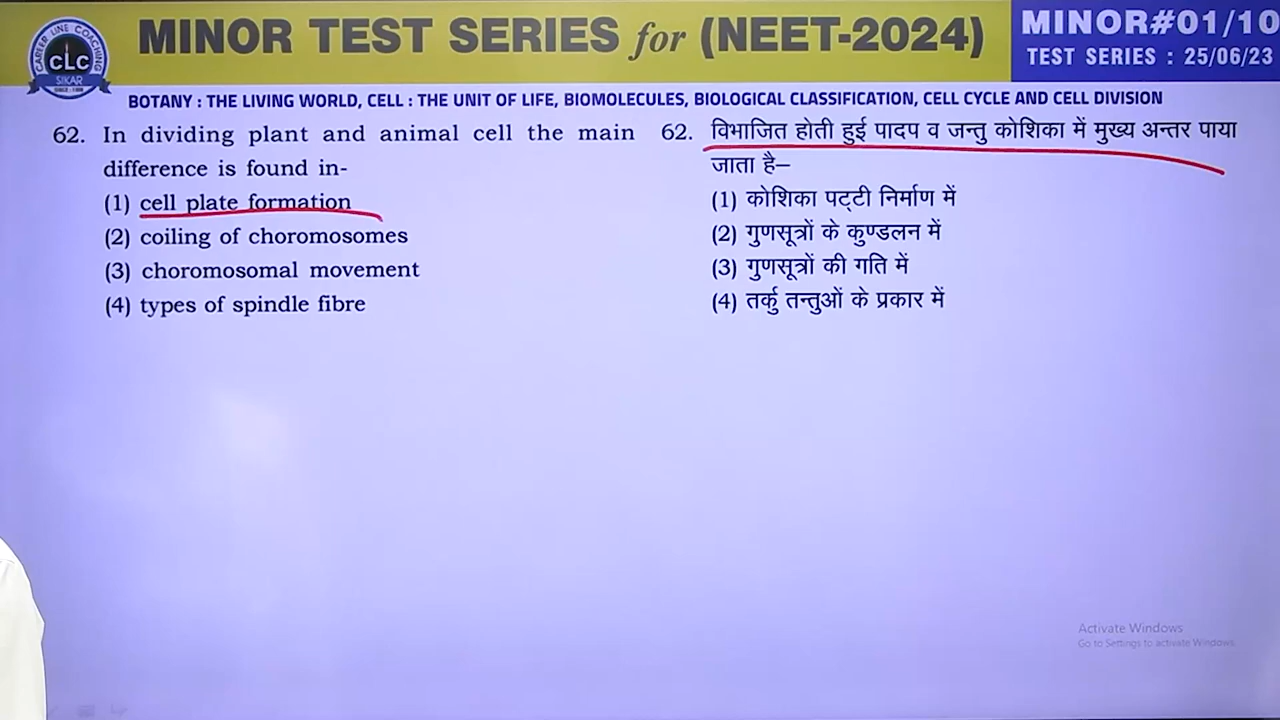 MINOR TEST SERIES for (NEET-2024)
MINOR#01/10
TEST SERIES : 25/06/23
CAREER LINE COACHING
CLC
SIKAR
BOTANY : THE LIVING WORLD, CELL : THE UNIT OF LIFE, BIOMOLECULES, BIOLOGICAL CLASSIFICATION, CELL CYCLE AND CELL DIVISION
62. In dividing plant and animal cell the main
difference is found in-
(1) cell plate formation
(2) coiling of choromosomes
(3) choromosomal movement
(4) types of spindle fibre
62. विभाजित होती हुई पादप व जन्तु कोशिका में मुख्य अन्तर पाया
जाता है–
(1) कोशिका पट्टी निर्माण में
(2) गुणसूत्रों के कुण्डलन में
(3) गुणसूत्रों की गति में
(4) तर्कु तन्तुओं के प्रकार में
Activate Windows
Go to Settings to activate Windows.